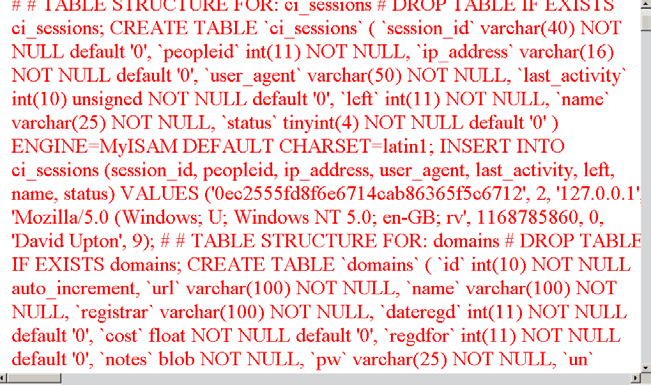 # # TABLE STRUCTURE FOR: ci_sessions # DROP TABLE IF EXISTS
ci_sessions; CREATE TABLE `ci_sessions` ( `session_id` varchar(40) NOT
NULL default '0', `peopleid` int(11) NOT NULL, `ip_address` varchar(16)
NOT NULL default '0', `user_agent` varchar(50) NOT NULL, `last_activity`
int(10) unsigned NOT NULL default '0', `left` int(11) NOT NULL, `name`
varchar(25) NOT NULL, `status` tinyint(4) NOT NULL default '0' )
ENGINE=MyISAM DEFAULT CHARSET=latin1; INSERT INTO
ci_sessions (session_id, peopleid, ip_address, user_agent, last_activity, left,
name, status) VALUES ('0ec2555fd8f6e6714cab86365f5c6712', 2, '127.0.0.1',
'Mozilla/5.0 (Windows; U; Windows NT 5.0; en-GB; rv', 1168785860, 0,
'David Upton', 9); # # TABLE STRUCTURE FOR: domains # DROP TABLE
IF EXISTS domains; CREATE TABLE `domains` ( `id` int(10) NOT NULL
auto_increment, `url` varchar(100) NOT NULL, `name` varchar(100) NOT
NULL, `registrar` varchar(100) NOT NULL, `dateregd` int(11) NOT NULL
default '0', `cost` float NOT NULL default '0', `regdfor` int(11) NOT NULL
default '0', `notes` blob NOT NULL, `pw` varchar(25) NOT NULL, `un`